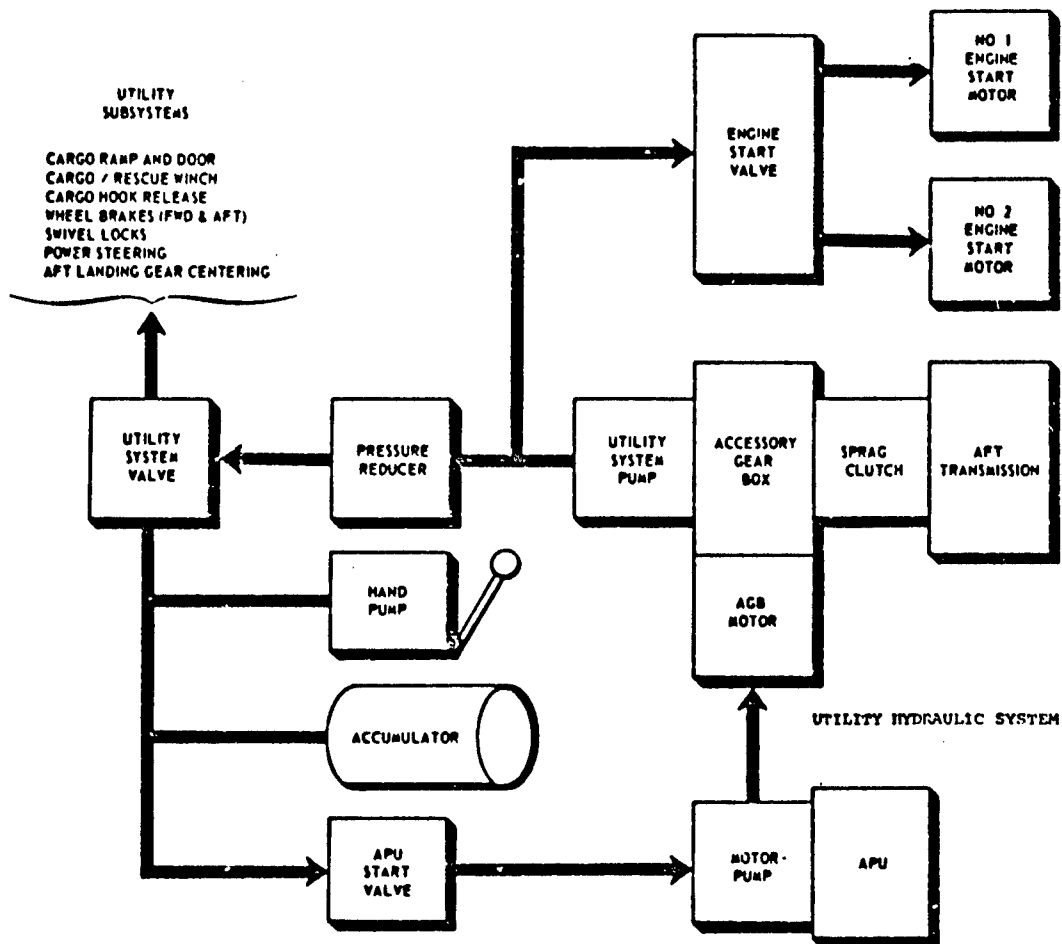 UTILITY
SUBSYSTEMS
CARGO RAMP AND DOOR
CARGO / RESCUE WINCH
CARGO HOOK RELEASE
WHEEL BRAKES (FWD & AFT)
SWIVEL LOCKS
POWER STEERING
AFT LANDING GEAR CENTERING
ENGINE
START
VALVE
NO 1
ENGINE
START
MOTOR
NO 2
ENGINE
START
MOTOR
UTILITY
SYSTEM
VALVE
PRESSURE
REDUCER
UTILITY
SYSTEM
PUMP
ACCESSORY
GEAR
BOX
SPRAG
CLUTCH
AFT
TRANSMISSION
HAND
PUMP
AGB
MOTOR
ACCUMULATOR
UTILITY HYDRAULIC SYSTEM
APU
START
VALVE
MOTOR-
PUMP
APU